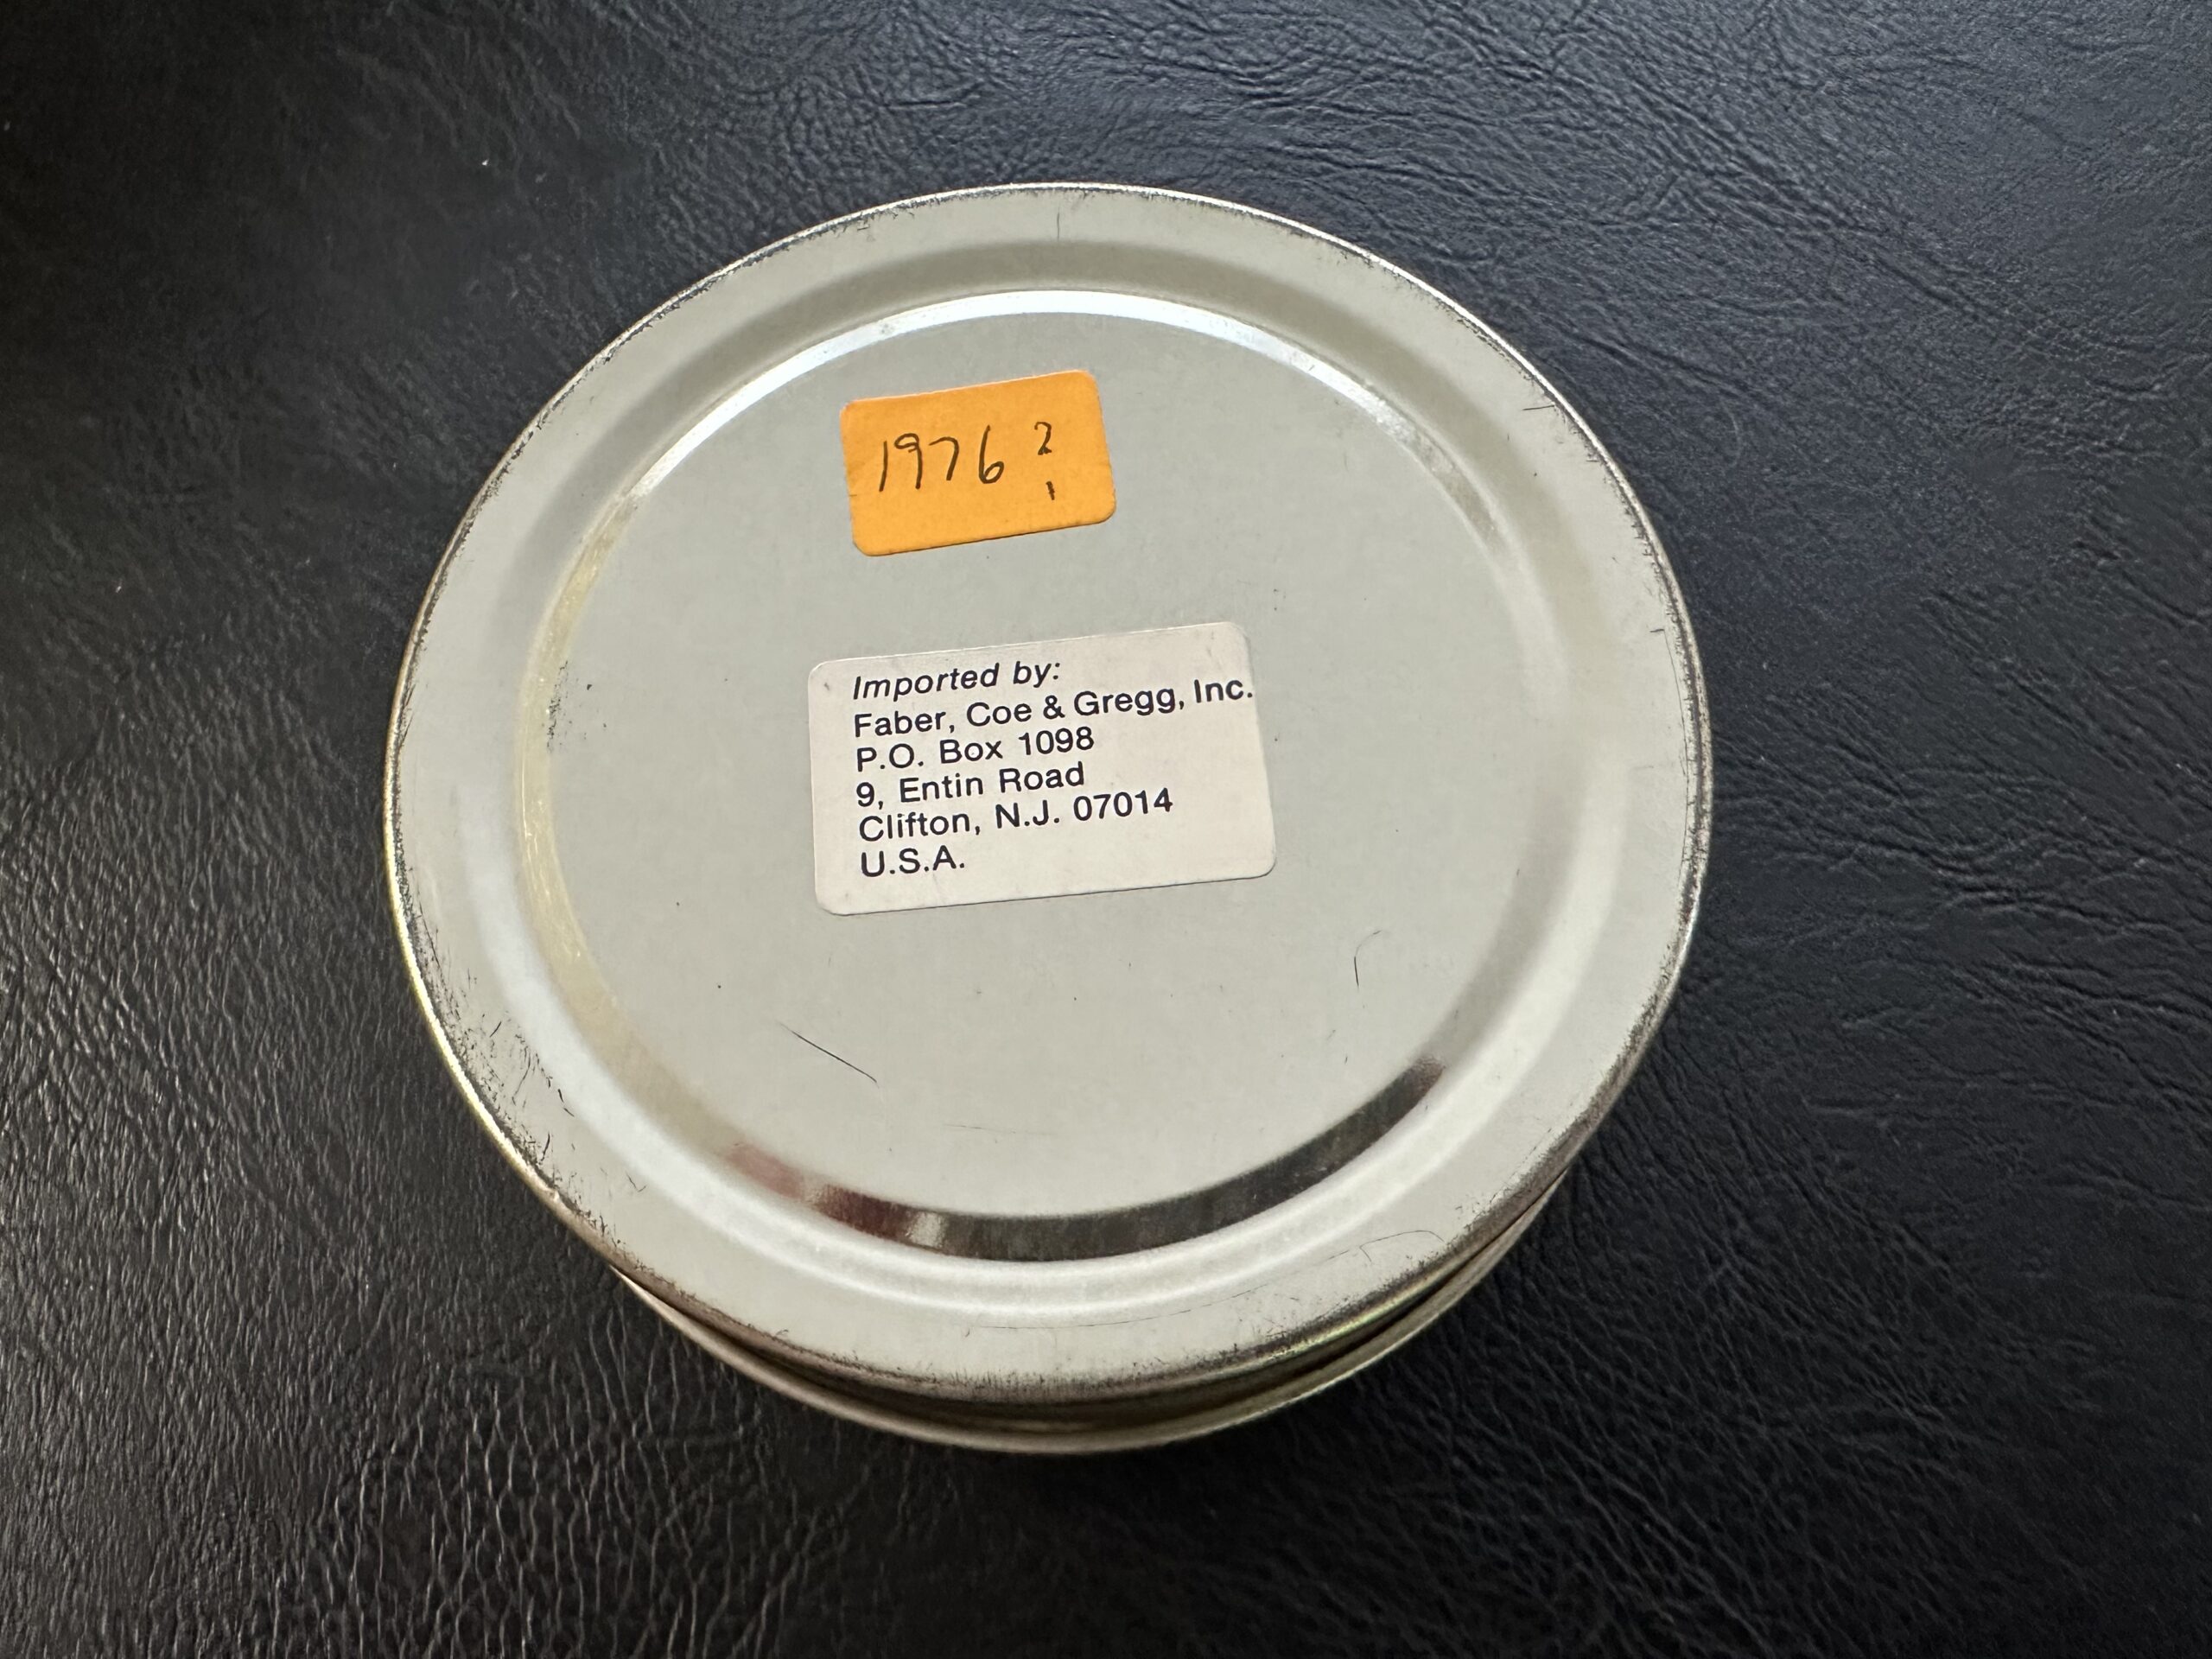 1976?
Imported by:
Faber, Coe & Gregg, Inc.
P.O. Box 1098
9, Entin Road
Clifton, N.J. 07014
U.S.A.